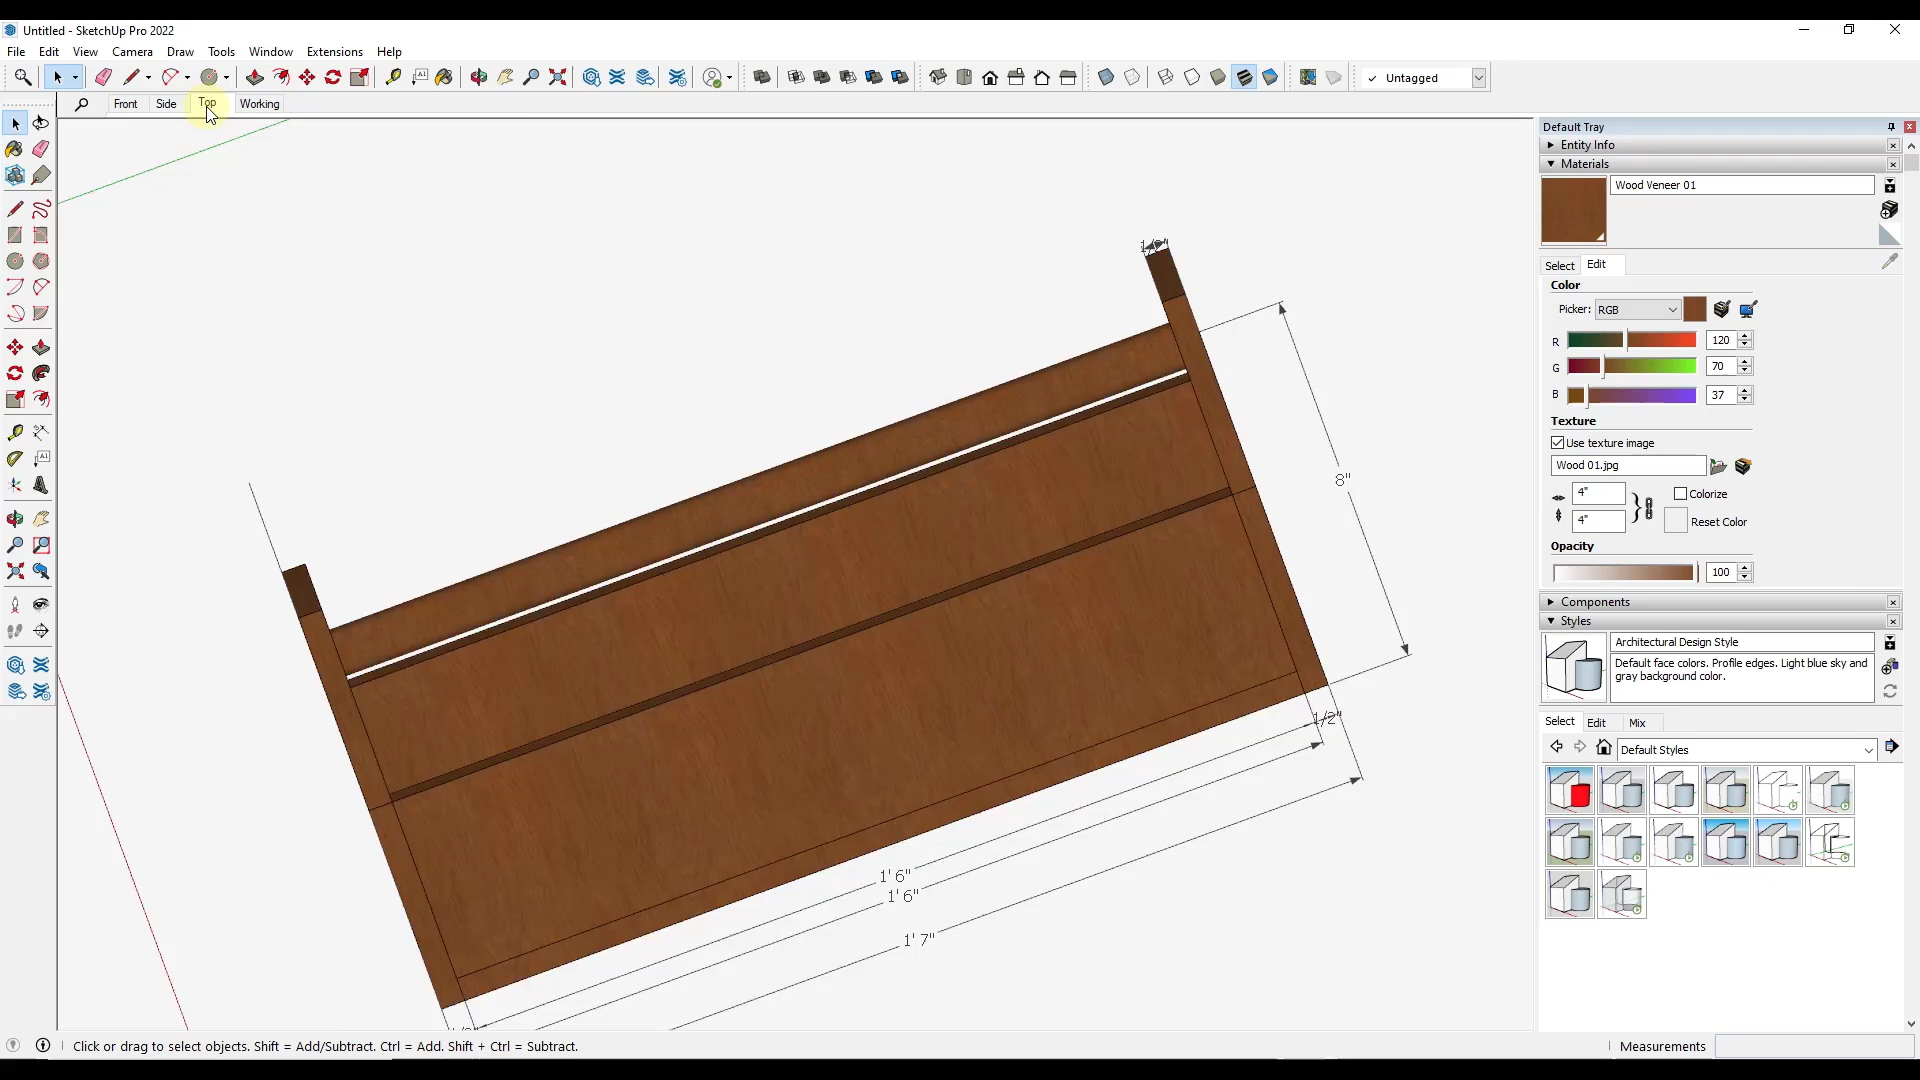 Untitled - SketchUp Pro 2022
File Edit View Camera Draw Tools Window Extensions Help
Untagged
Front Side Top Working
Default Tray
Entity Info
Materials
Wood Veneer 01
Select Edit
Color
Picker: RGB
R 120
G 70
B 37
Texture
Use texture image
Wood 01.jpg
4" Colorize
4" Reset Color
Opacity
100
Components
Styles
Architectural Design Style
Default face colors. Profile edges. Light blue sky and
gray background color.
Select Edit Mix
Default Styles
1/2"
8"
1/2"
1' 6"
1' 6"
1' 7"
Click or drag to select objects. Shift = Add/Subtract. Ctrl = Add. Shift + Ctrl = Subtract.
Measurements